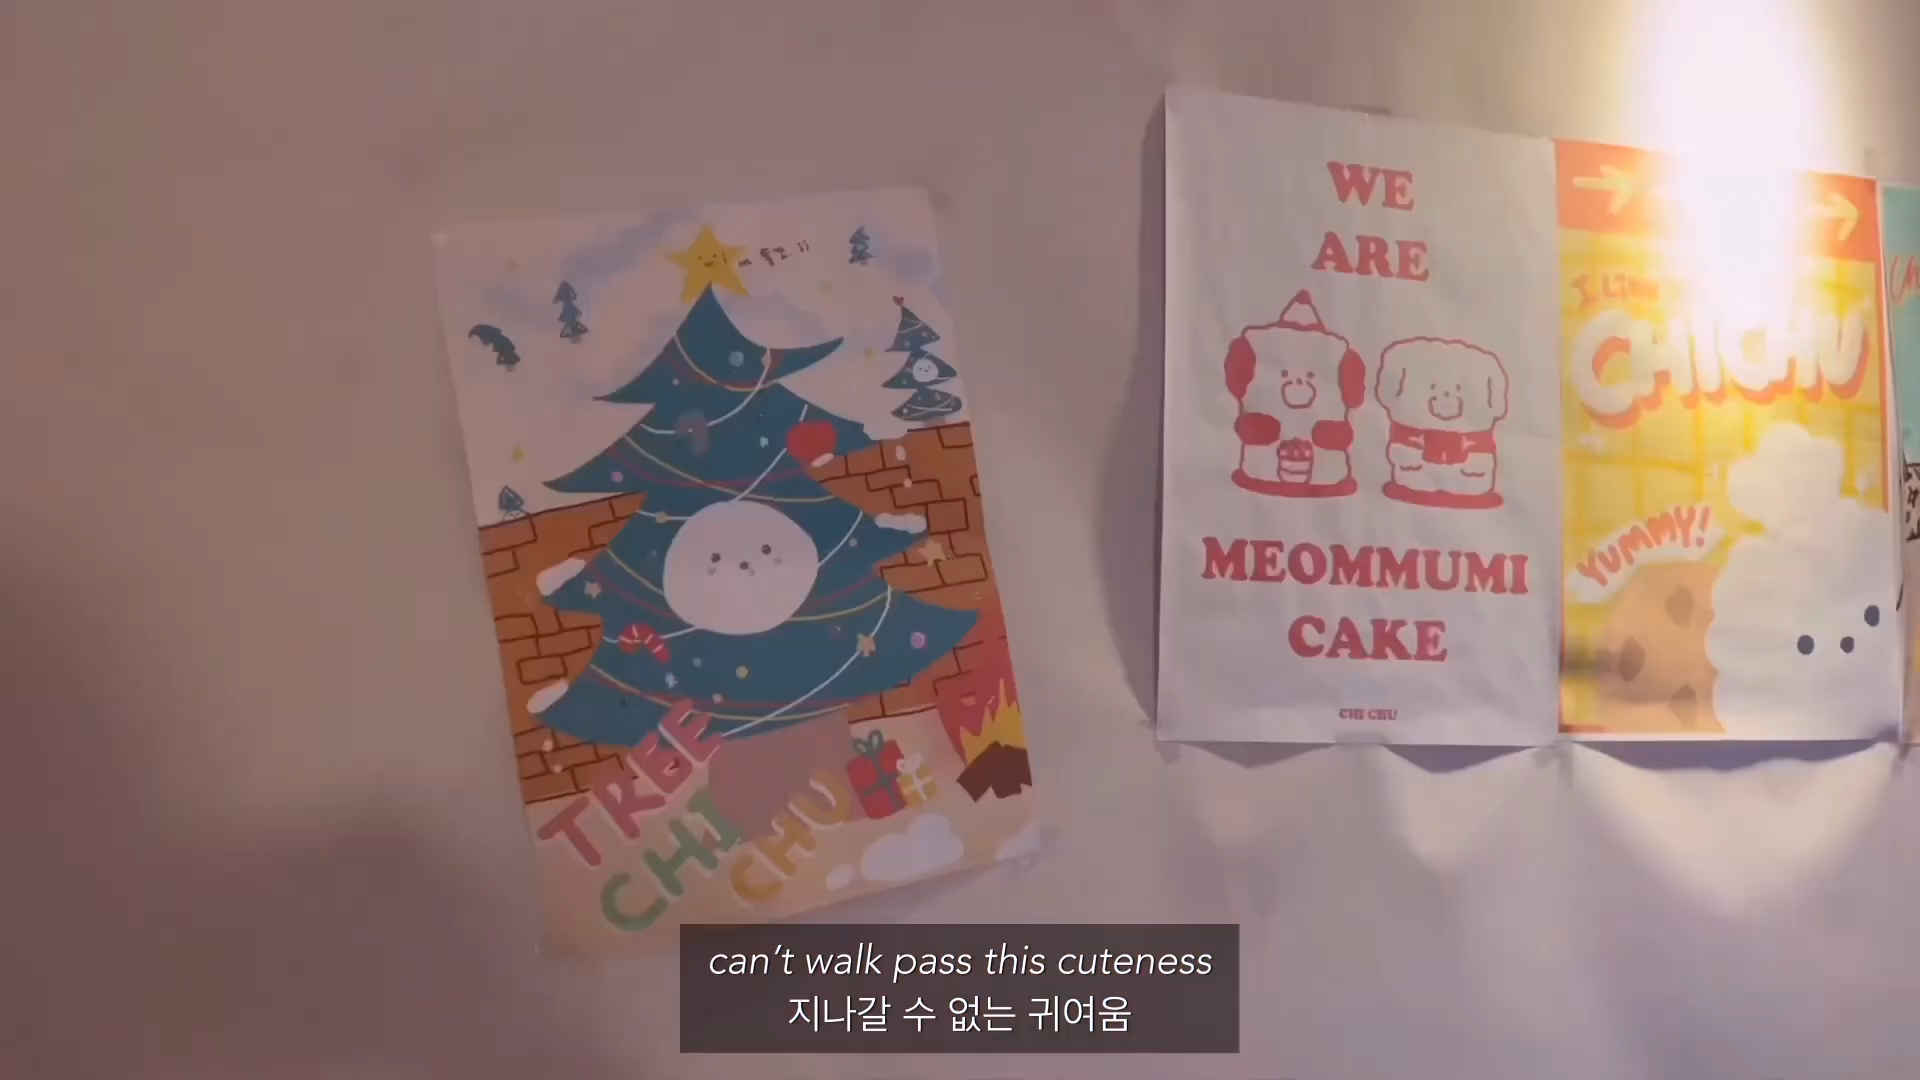 TREE
CHI
CHU
WE
ARE
MEOMMUMI
CAKE
CHI CHU
CHICHU
YUMMY!
can't walk pass this cuteness
지나갈 수 없는 귀여움